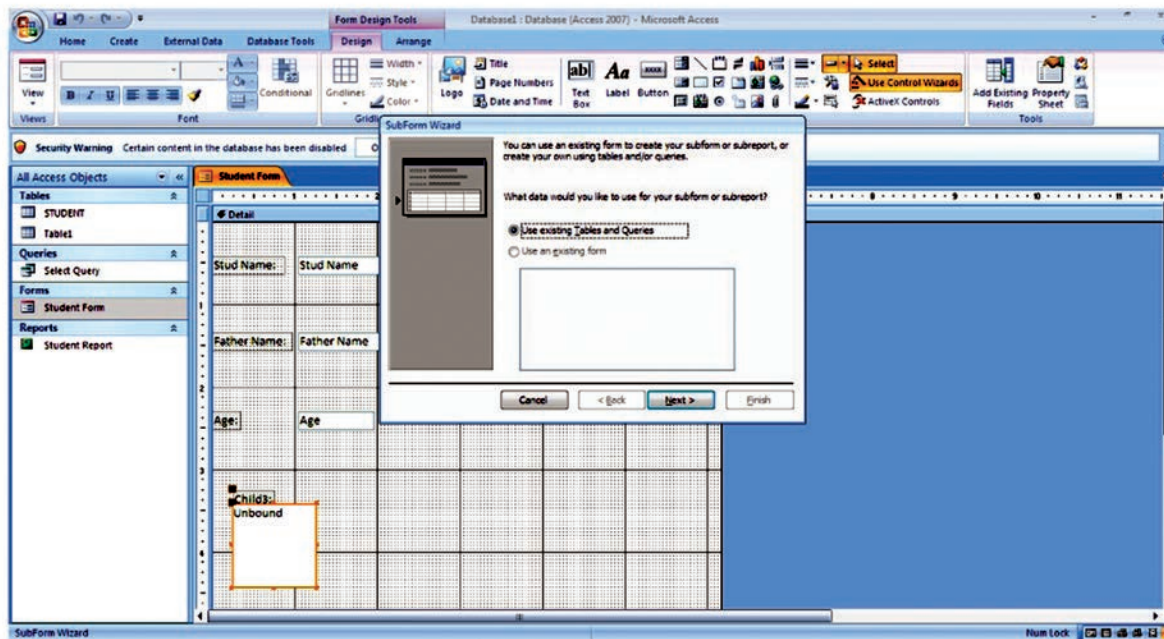 Form Design Tools
Database1 : Database (Access 2007) - Microsoft Access
Home Create External Data Database Tools Design Arrange
View
Views
B I U
Conditional
Font
Gridlines
Width
Style
Color
Logo
Title
Page Numbers
Date and Time
ab|
Text Box
Aa
Label
xxxx
Button
Select
Use Control Wizards
ActiveX Controls
Add Existing Fields
Property Sheet
Tools
Security Warning Certain content in the database has been disabled
All Access Objects
Tables
STUDENT
Table1
Queries
Select Query
Forms
Student Form
Reports
Student Report
Student Form
Detail
Stud Name: Stud Name
Father Name: Father Name
Age: Age
Child3:
Unbound
SubForm Wizard
You can use an existing form to create your subform or subreport, or
create your own using tables and/or queries.
What data would you like to use for your subform or subreport?
Use existing Tables and Queries
Use an existing form
Cancel < Back Next > Finish
SubForm Wizard
Num Lock